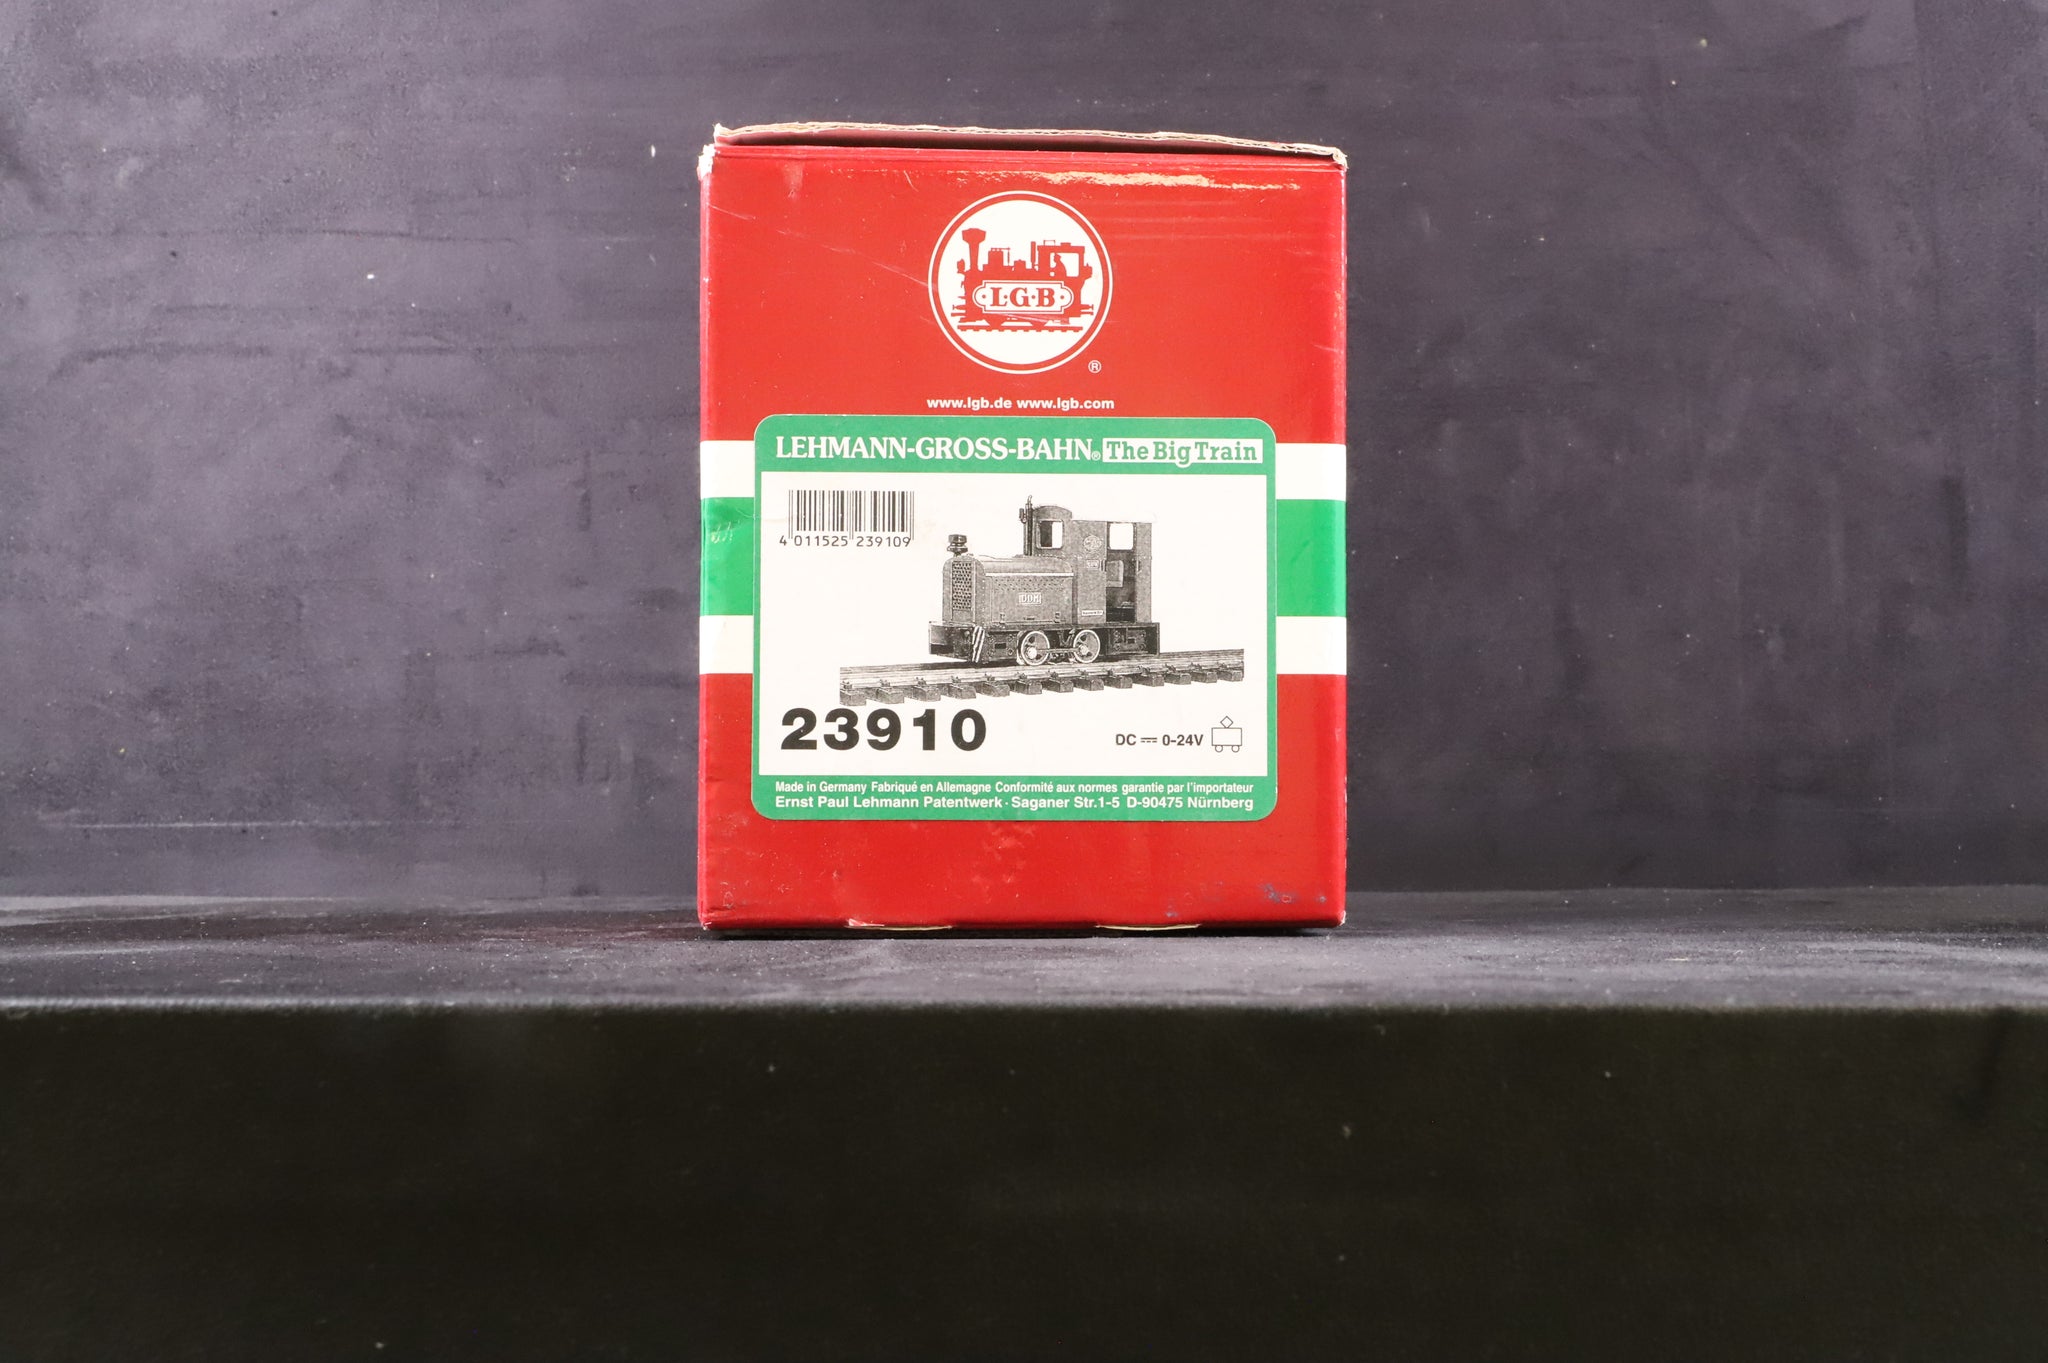 L·G·B
®
www.lgb.de www.lgb.com
LEHMANN-GROSS-BAHN® The Big Train
4 011525 239109
23910
DC 0-24V
Made in Germany Fabriqué en Allemagne Conformité aux normes garantie par l'importateur
Ernst Paul Lehmann Patentwerk · Saganer Str.1-5 D-90475 Nürnberg